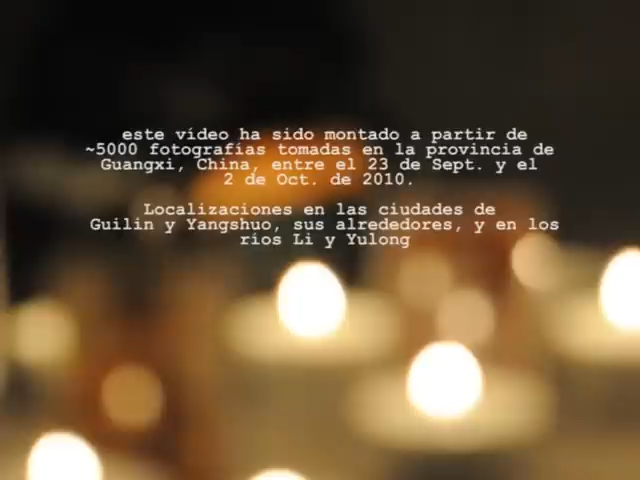 este vídeo ha sido montado a partir de
~5000 fotografías tomadas en la provincia de
Guangxi, China, entre el 23 de Sept. y el
2 de Oct. de 2010.
Localizaciones en las ciudades de
Guilin y Yangshuo, sus alrededores, y en los
ríos Li y Yulong